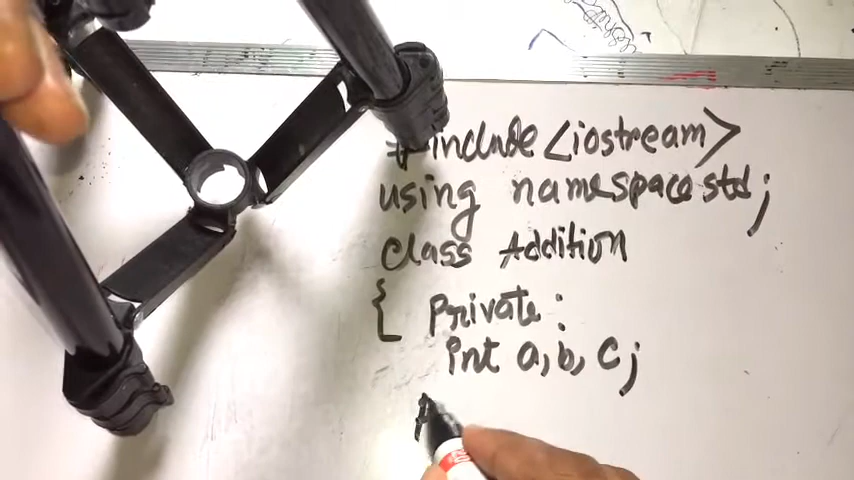 #include <iostream>
using namespace std;
class Addition
{ private:
int a, b, c;